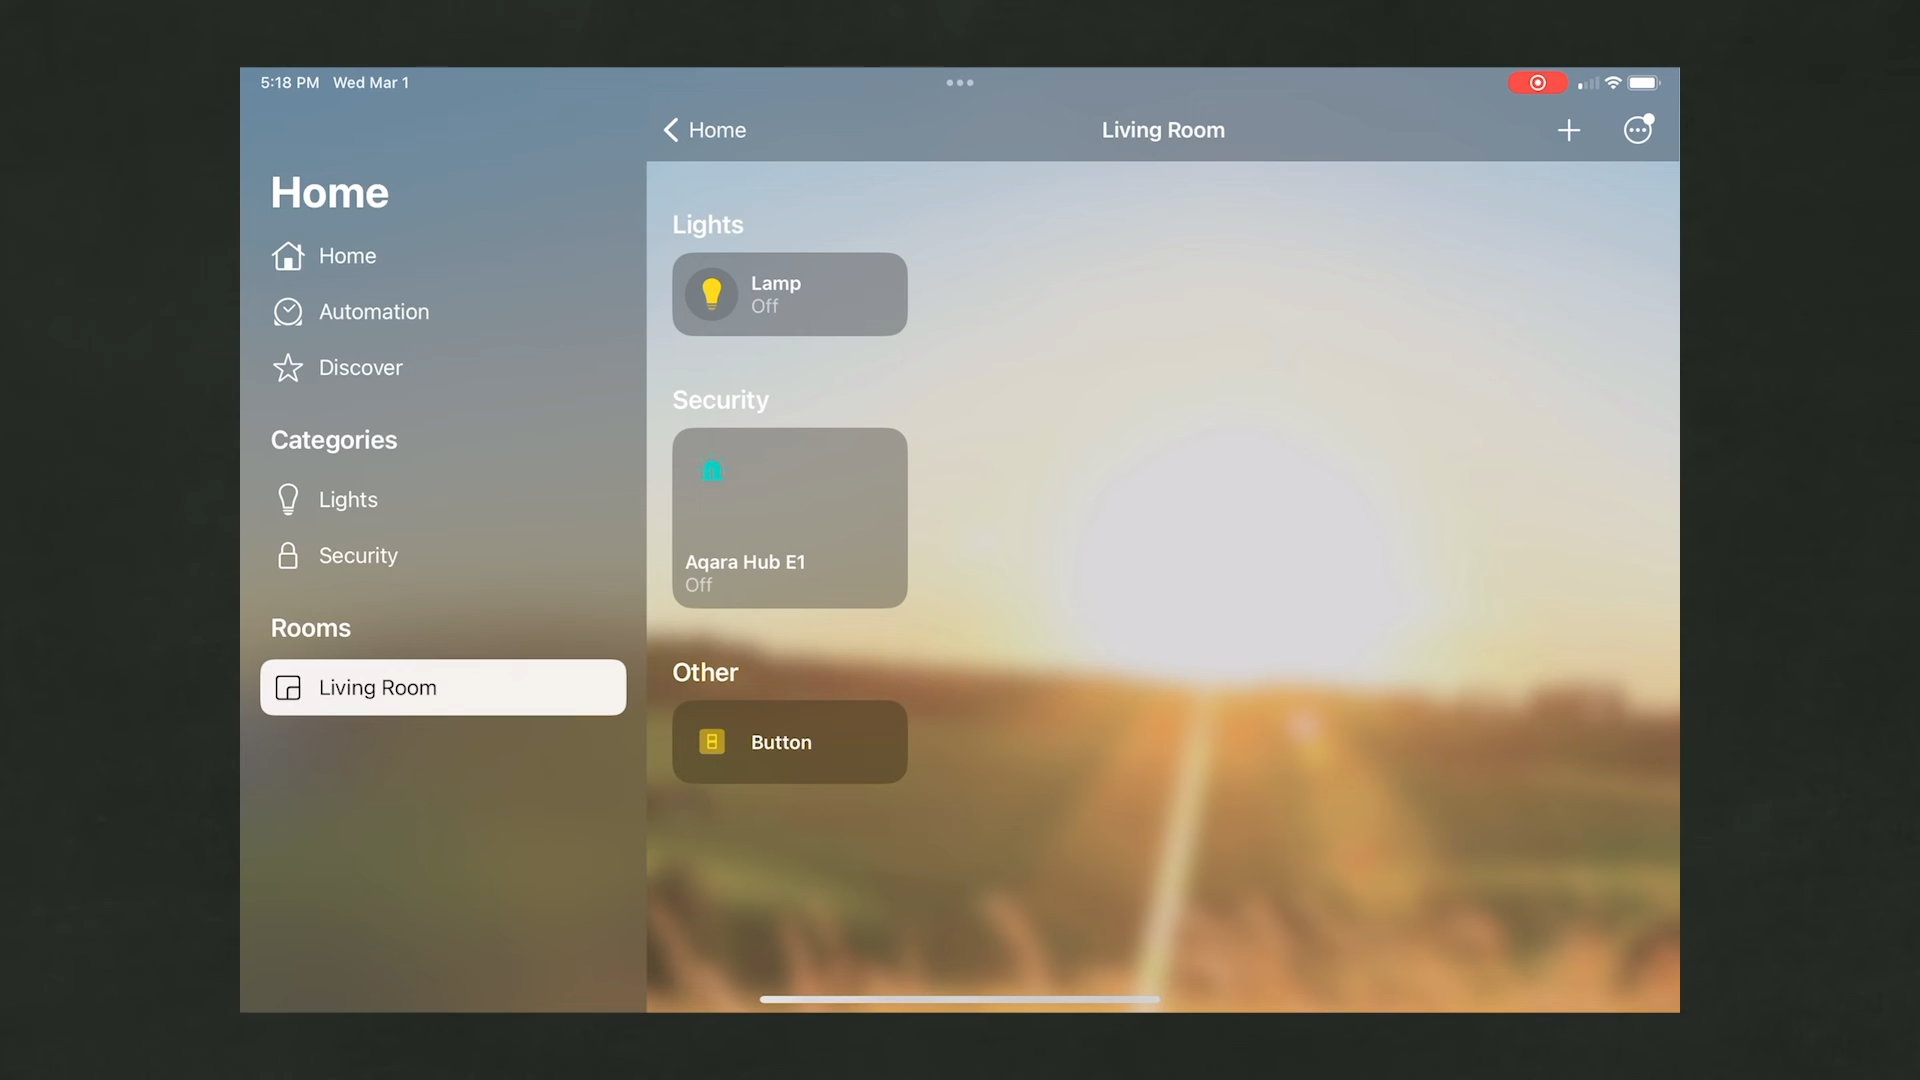 5:18 PM Wed Mar 1
Home
Home
Automation
Discover
Categories
Lights
Security
Rooms
Living Room
Home
Living Room
Lights
Lamp
Off
Security
Aqara Hub E1
Off
Other
Button